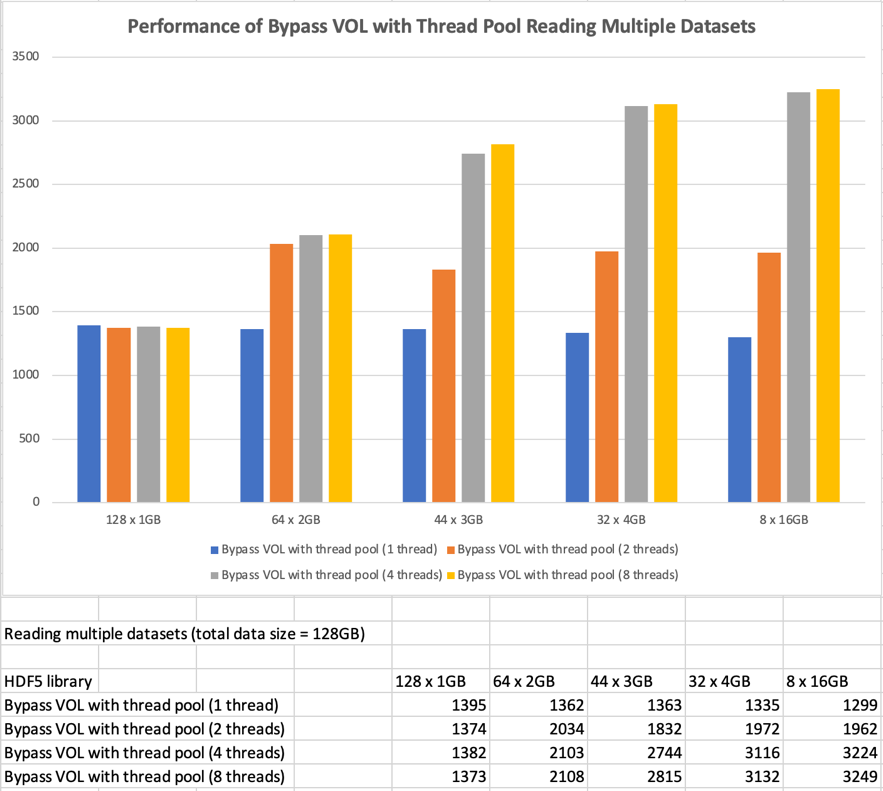 Performance of Bypass VOL with Thread Pool Reading Multiple Datasets
3500
3000
2500
2000
1500
1000
500
0
128 x 1GB 64 x 2GB 44 x 3GB 32 x 4GB 8 x 16GB
Bypass VOL with thread pool (1 thread) Bypass VOL with thread pool (2 threads)
Bypass VOL with thread pool (4 threads) Bypass VOL with thread pool (8 threads)
Reading multiple datasets (total data size = 128GB)
HDF5 library 128 x 1GB 64 x 2GB 44 x 3GB 32 x 4GB 8 x 16GB
Bypass VOL with thread pool (1 thread) 1395 1362 1363 1335 1299
Bypass VOL with thread pool (2 threads) 1374 2034 1832 1972 1962
Bypass VOL with thread pool (4 threads) 1382 2103 2744 3116 3224
Bypass VOL with thread pool (8 threads) 1373 2108 2815 3132 3249